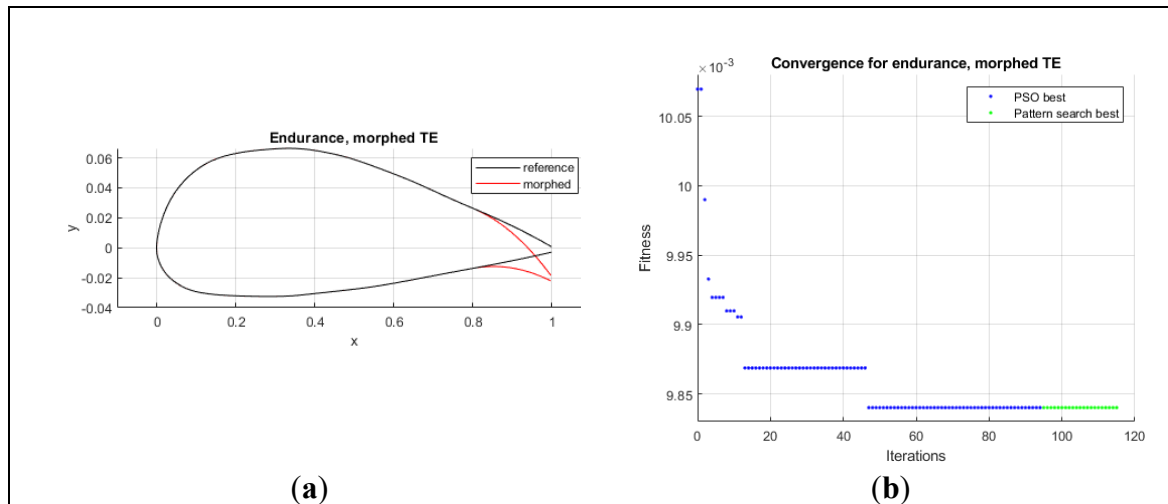 Endurance, morphed TE
reference
morphed
0.06
0.04
0.02
0
-0.02
-0.04
y
0 0.2 0.4 0.6 0.8 1
x
(a)
×10⁻³
Convergence for endurance, morphed TE
PSO best
Pattern search best
10.05
10
9.95
9.9
9.85
Fitness
0 20 40 60 80 100 120
Iterations
(b)